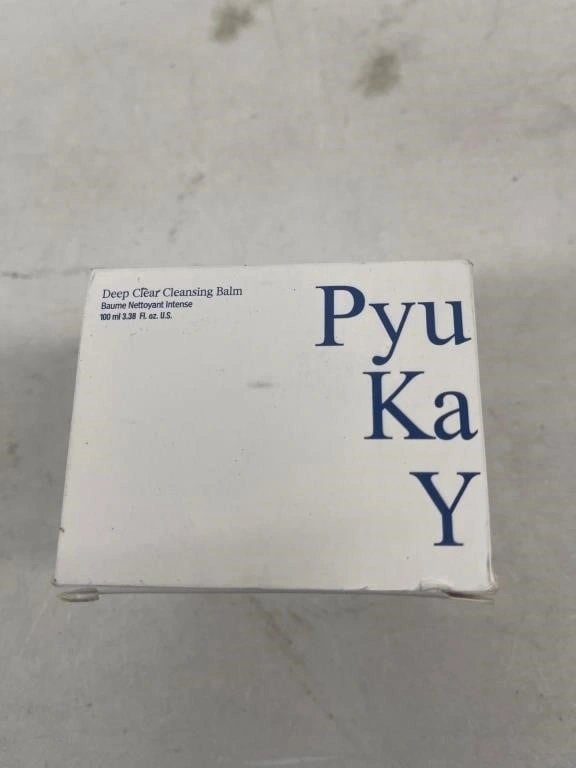 Deep Clear Cleansing Balm
Baume Nettoyant Intense
100 ml 3.38 Fl. oz. U.S.
Pyu
Ka
Y